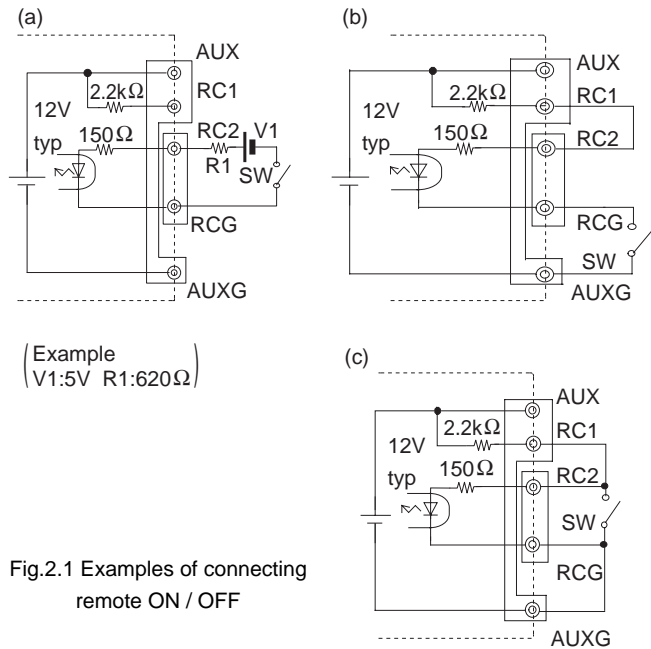 (a)
AUX
2.2kΩ
RC1
12V
typ
150Ω
RC2
V1
R1
SW
RCG
AUXG
(Example
V1:5V R1:620Ω)
(b)
AUX
2.2kΩ
RC1
12V
typ
150Ω
RC2
RCG
SW
AUXG
(c)
AUX
2.2kΩ
RC1
12V
typ
150Ω
RC2
SW
RCG
AUXG
Fig.2.1 Examples of connecting
remote ON / OFF